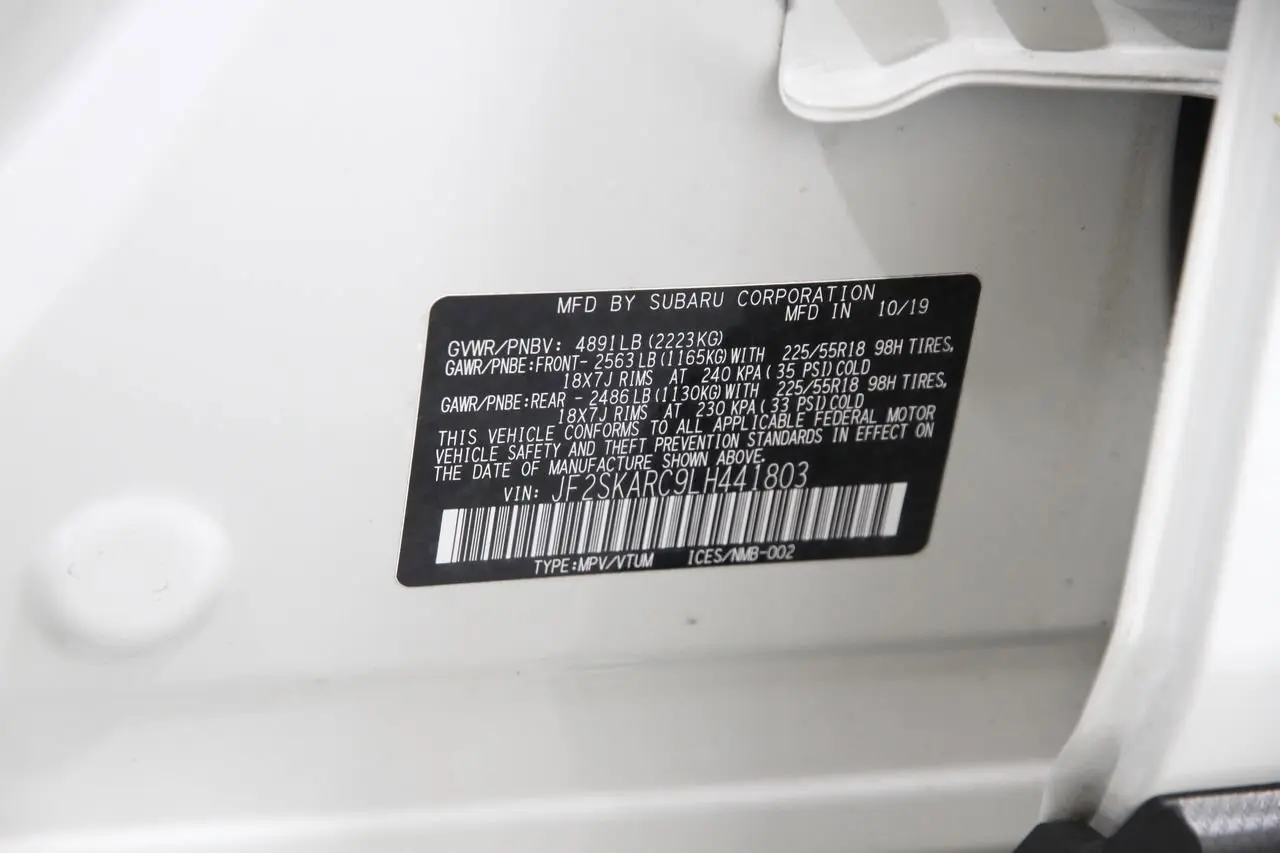 MFD BY SUBARU CORPORATION
MFD IN 10/19
GVWR/PNBV: 4891LB(2223KG)
GAWR/PNBE:FRONT- 2563LB(1165KG)WITH 225/55R18 98H TIRES,
18X7J RIMS AT 240 KPA( 35 PSI)COLD
GAWR/PNBE:REAR - 2486LB(1130KG)WITH 225/55R18 98H TIRES,
18X7J RIMS AT 230 KPA( 33 PSI)COLD
THIS VEHICLE CONFORMS TO ALL APPLICABLE FEDERAL MOTOR
VEHICLE SAFETY AND THEFT PREVENTION STANDARDS IN EFFECT ON
THE DATE OF MANUFACTURE SHOWN ABOVE.
VIN: JF2SKARC9LH441803
TYPE:MPV/VTUM ICES/NMB-002